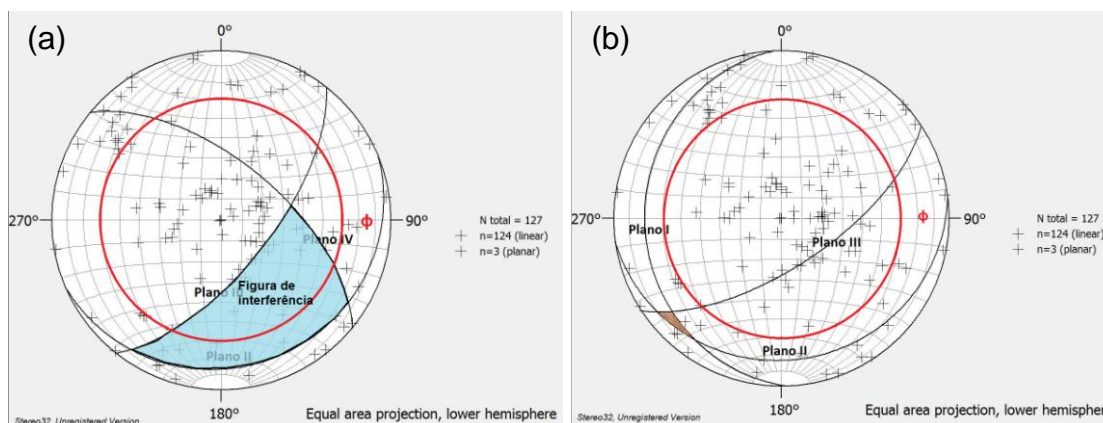 (a)
0°
270°
90°
Φ
Plano IV
Plano III
Figura de
interferência
Plano II
180°
N total = 127
n=124 (linear)
n=3 (planar)
Stereo32, Unregistered Version
Equal area projection, lower hemisphere
(b)
0°
270°
90°
Φ
Plano I
Plano III
Plano II
180°
N total = 127
n=124 (linear)
n=3 (planar)
Stereo32, Unregistered Version
Equal area projection, lower hemispher